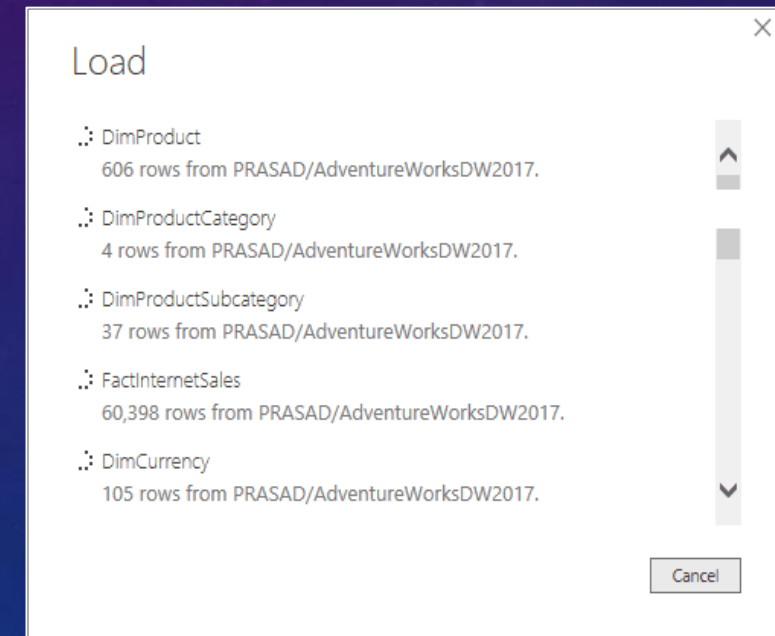 Load
DimProduct
606 rows from PRASAD/AdventureWorksDW2017.
DimProductCategory
4 rows from PRASAD/AdventureWorksDW2017.
DimProductSubcategory
37 rows from PRASAD/AdventureWorksDW2017.
FactInternetSales
60,398 rows from PRASAD/AdventureWorksDW2017.
DimCurrency
105 rows from PRASAD/AdventureWorksDW2017.
Cancel